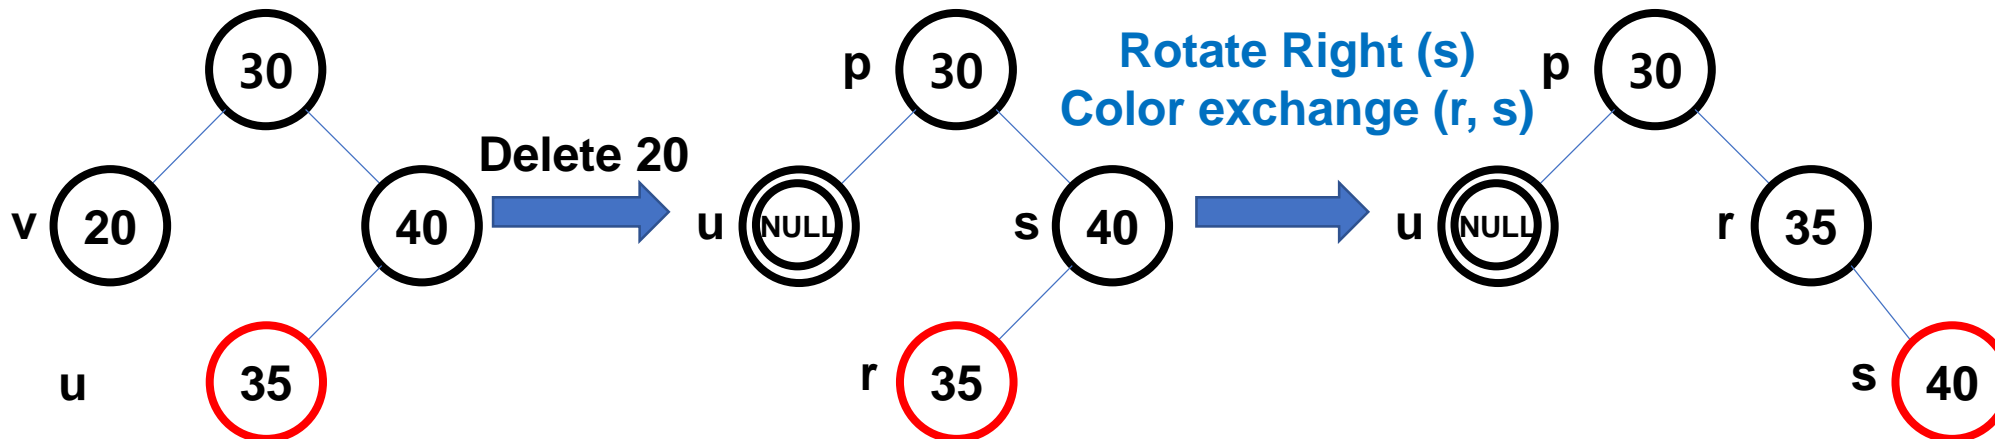 30
v
20
40
u
35
Delete 20
p
30
u
NULL
s
40
r
35
Rotate Right (s)
Color exchange (r, s)
p
30
u
NULL
r
35
s
40